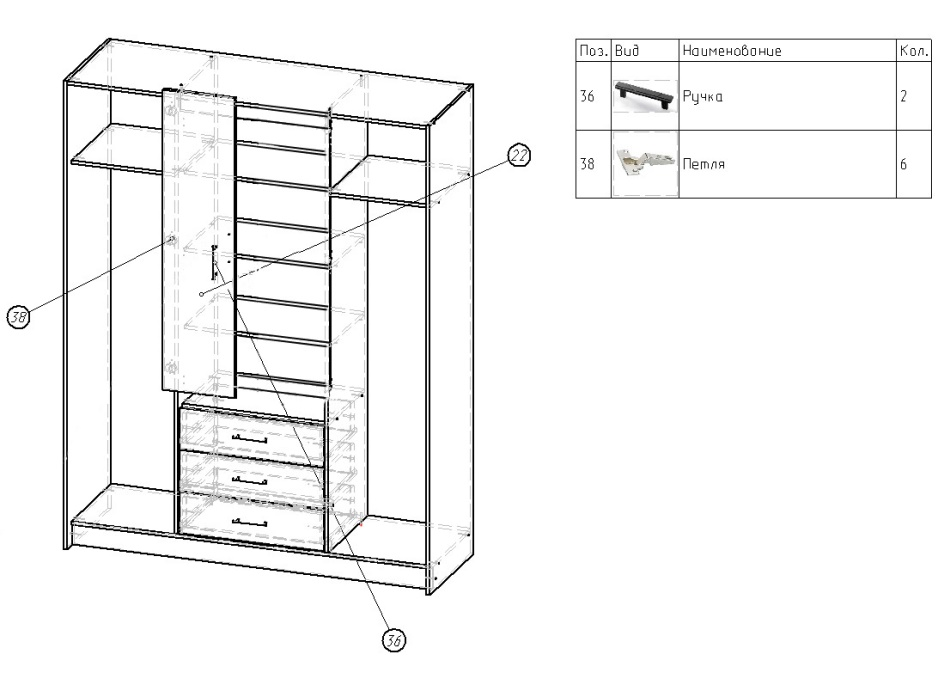 Поз. Вид Наименование Кол.
36 Ручка 2
38 Петля 6
22
38
36